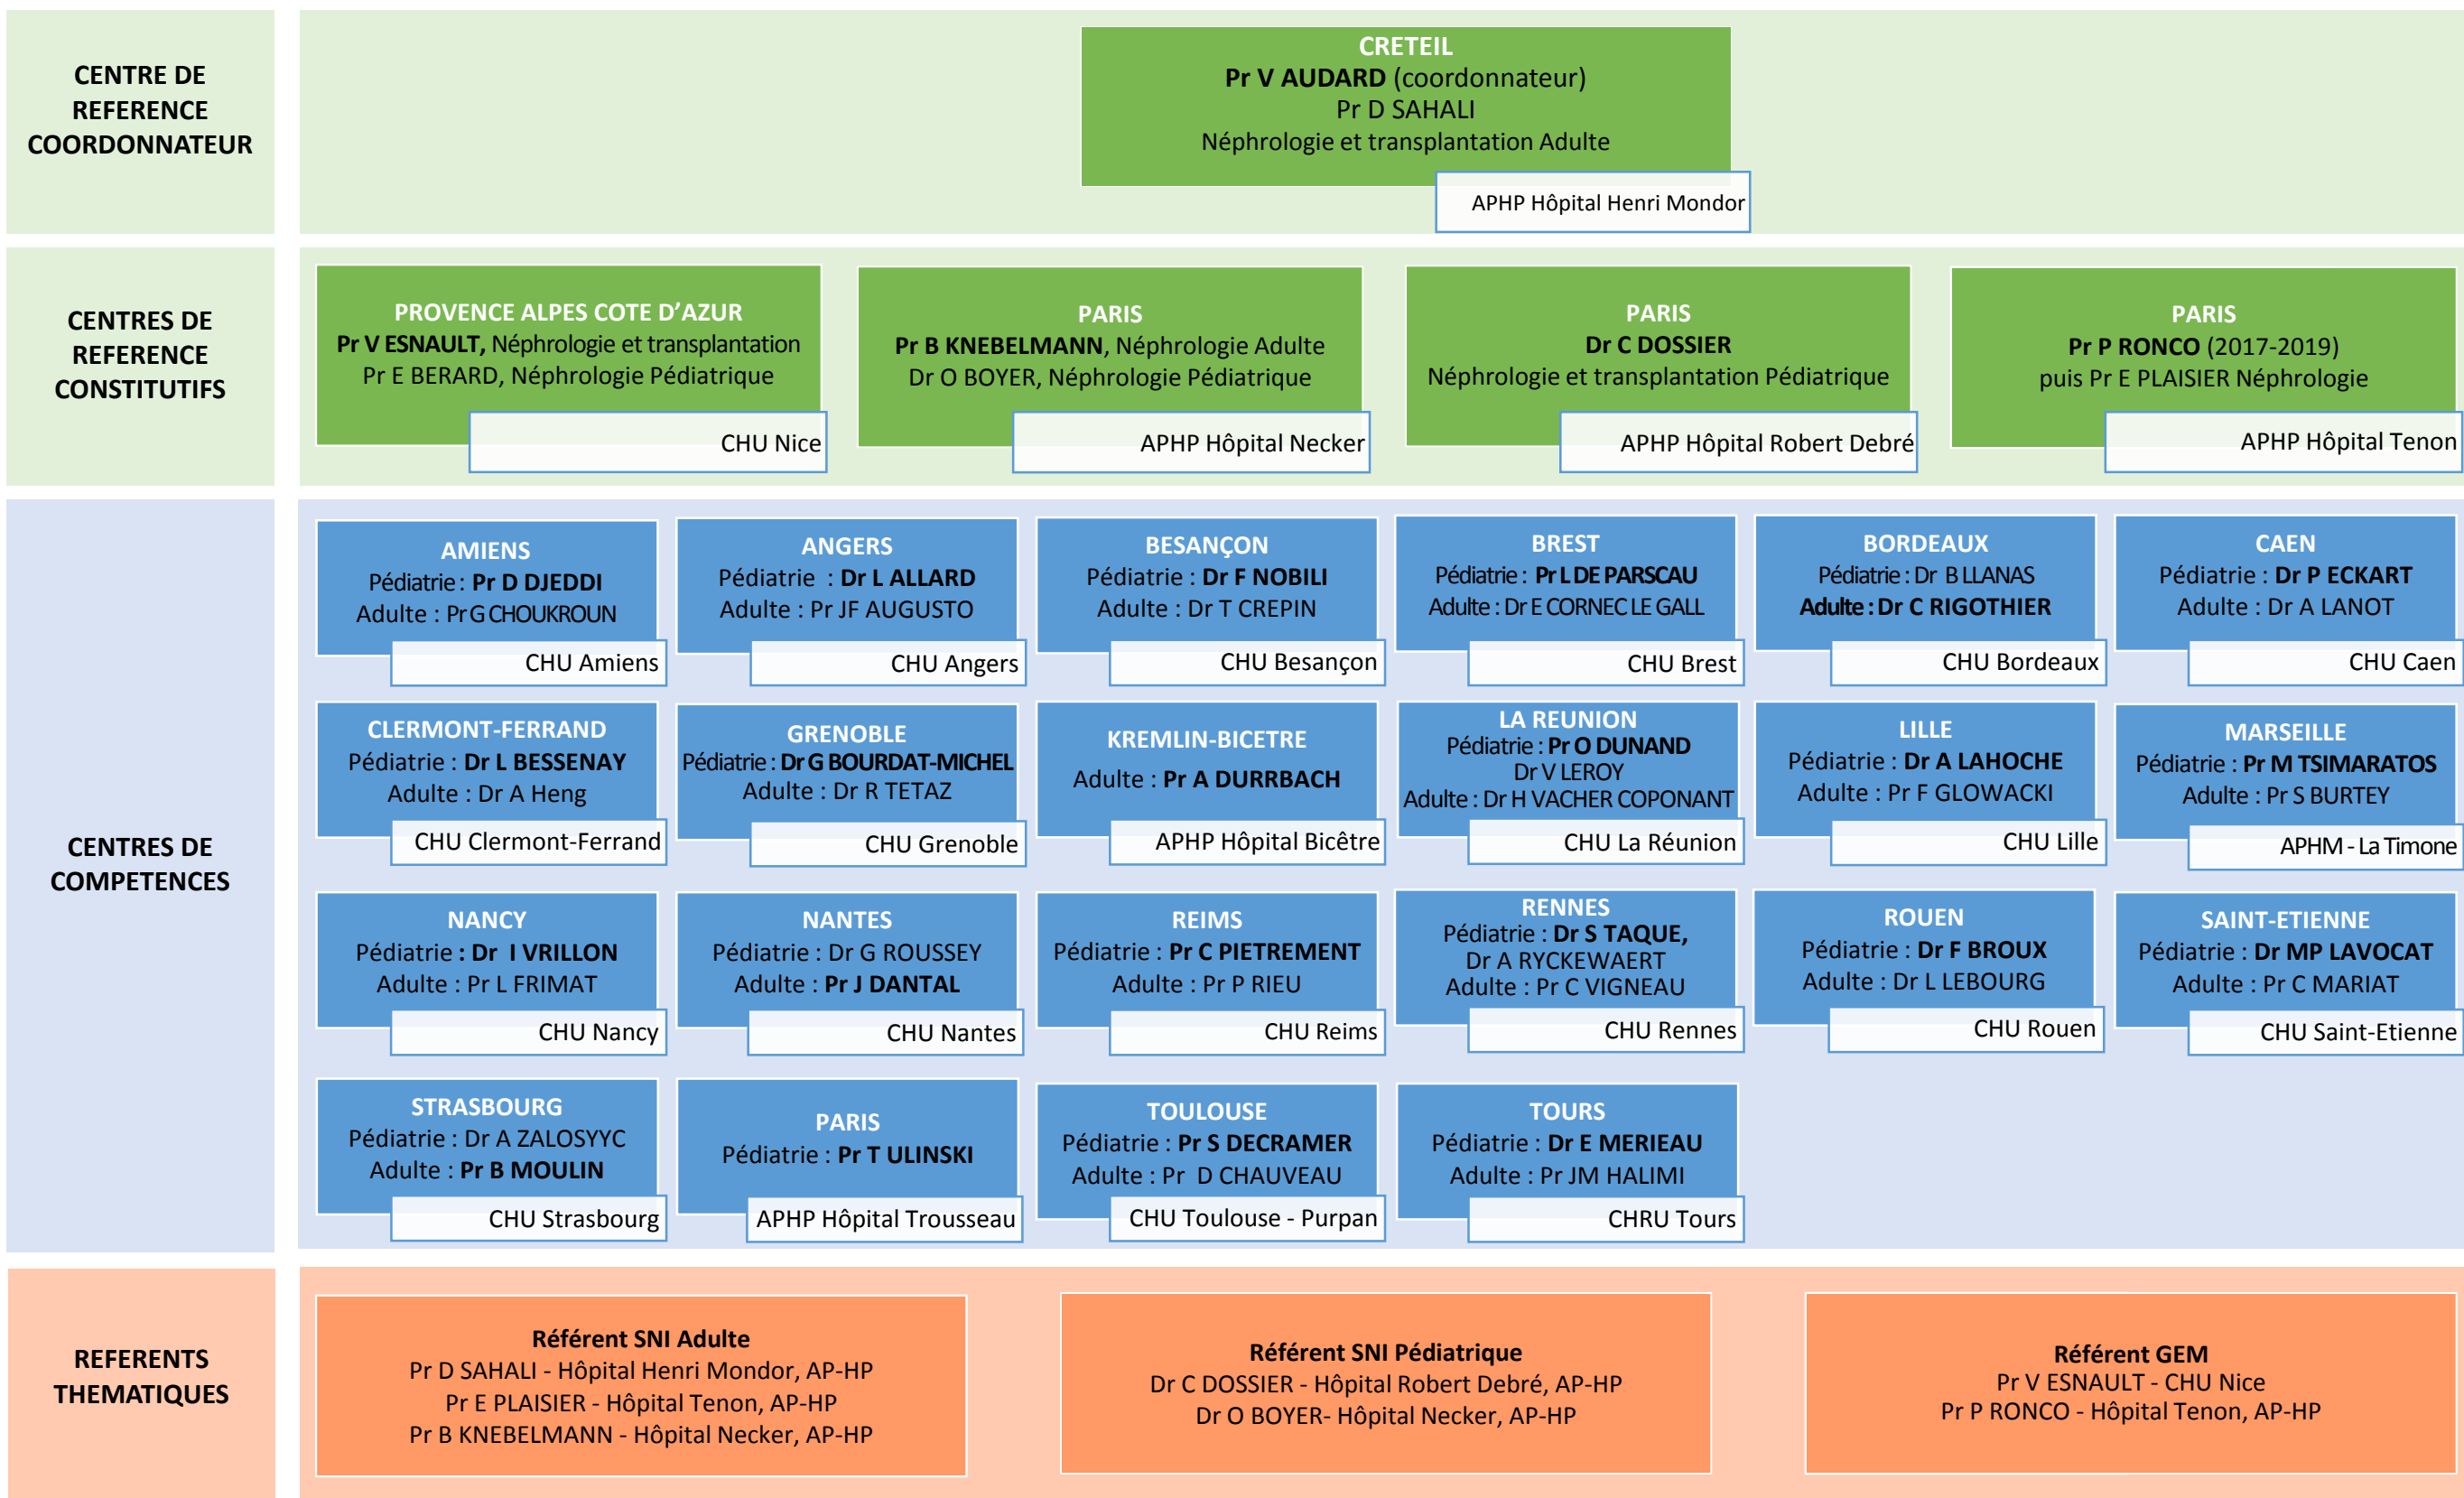 CENTRE DE
REFERENCE
COORDONNATEUR
CRETEIL
Pr V AUDARD (coordonnateur)
Pr D SAHALI
Néphrologie et transplantation Adulte
APHP Hôpital Henri Mondor
CENTRES DE
REFERENCE
CONSTITUTIFS
PROVENCE ALPES COTE D’AZUR
Pr V ESNAULT, Néphrologie et transplantation
Pr E BERARD, Néphrologie Pédiatrique
CHU Nice
PARIS
Pr B KNEBELMANN, Néphrologie Adulte
Dr O BOYER, Néphrologie Pédiatrique
APHP Hôpital Necker
PARIS
Dr C DOSSIER
Néphrologie et transplantation Pédiatrique
APHP Hôpital Robert Debré
PARIS
Pr P RONCO (2017-2019)
puis Pr E PLAISIER Néphrologie
APHP Hôpital Tenon
CENTRES DE
COMPETENCES
AMIENS
Pédiatrie : Pr D DJEDDI
Adulte : Pr G CHOUKROUN
CHU Amiens
ANGERS
Pédiatrie : Dr L ALLARD
Adulte : Pr JF AUGUSTO
CHU Angers
BESANÇON
Pédiatrie : Dr F NOBILI
Adulte : Dr T CREPIN
CHU Besançon
BREST
Pédiatrie : Pr L DE PARSCAU
Adulte : Dr E CORNEC LE GALL
CHU Brest
BORDEAUX
Pédiatrie : Dr B LLANAS
Adulte : Dr C RIGOTHIER
CHU Bordeaux
CAEN
Pédiatrie : Dr P ECKART
Adulte : Dr A LANOT
CHU Caen
CLERMONT-FERRAND
Pédiatrie : Dr L BESSENAY
Adulte : Dr A Heng
CHU Clermont-Ferrand
GRENOBLE
Pédiatrie : Dr G BOURDAT-MICHEL
Adulte : Dr R TETAZ
CHU Grenoble
KREMLIN-BICETRE
Adulte : Pr A DURRBACH
APHP Hôpital Bicêtre
LA REUNION
Pédiatrie : Pr O DUNAND
Dr V LEROY
Adulte : Dr H VACHER COPONANT
CHU La Réunion
LILLE
Pédiatrie : Dr A LAHOCHE
Adulte : Pr F GLOWACKI
CHU Lille
MARSEILLE
Pédiatrie : Pr M TSIMARATOS
Adulte : Pr S BURTEY
APHM - La Timone
NANCY
Pédiatrie : Dr I VRILLON
Adulte : Pr L FRIMAT
CHU Nancy
NANTES
Pédiatrie : Dr G ROUSSEY
Adulte : Pr J DANTAL
CHU Nantes
REIMS
Pédiatrie : Pr C PIETREMENT
Adulte : Pr P RIEU
CHU Reims
RENNES
Pédiatrie : Dr S TAQUE,
Dr A RYCKEWAERT
Adulte : Pr C VIGNEAU
CHU Rennes
ROUEN
Pédiatrie : Dr F BROUX
Adulte : Dr L LEBOURG
CHU Rouen
SAINT-ETIENNE
Pédiatrie : Dr MP LAVOCAT
Adulte : Pr C MARIAT
CHU Saint-Etienne
STRASBOURG
Pédiatrie : Dr A ZALOSYYC
Adulte : Pr B MOULIN
CHU Strasbourg
PARIS
Pédiatrie : Pr T ULINSKI
APHP Hôpital Trousseau
TOULOUSE
Pédiatrie : Pr S DECRAMER
Adulte : Pr D CHAUVEAU
CHU Toulouse - Purpan
TOURS
Pédiatrie : Dr E MERIEAU
Adulte : Pr JM HALIMI
CHRU Tours
REFERENTS
THEMATIQUES
Référent SNI Adulte
Pr D SAHALI - Hôpital Henri Mondor, AP-HP
Pr E PLAISIER - Hôpital Tenon, AP-HP
Pr B KNEBELMANN - Hôpital Necker, AP-HP
Référent SNI Pédiatrique
Dr C DOSSIER - Hôpital Robert Debré, AP-HP
Dr O BOYER- Hôpital Necker, AP-HP
Référent GEM
Pr V ESNAULT - CHU Nice
Pr P RONCO - Hôpital Tenon, AP-HP